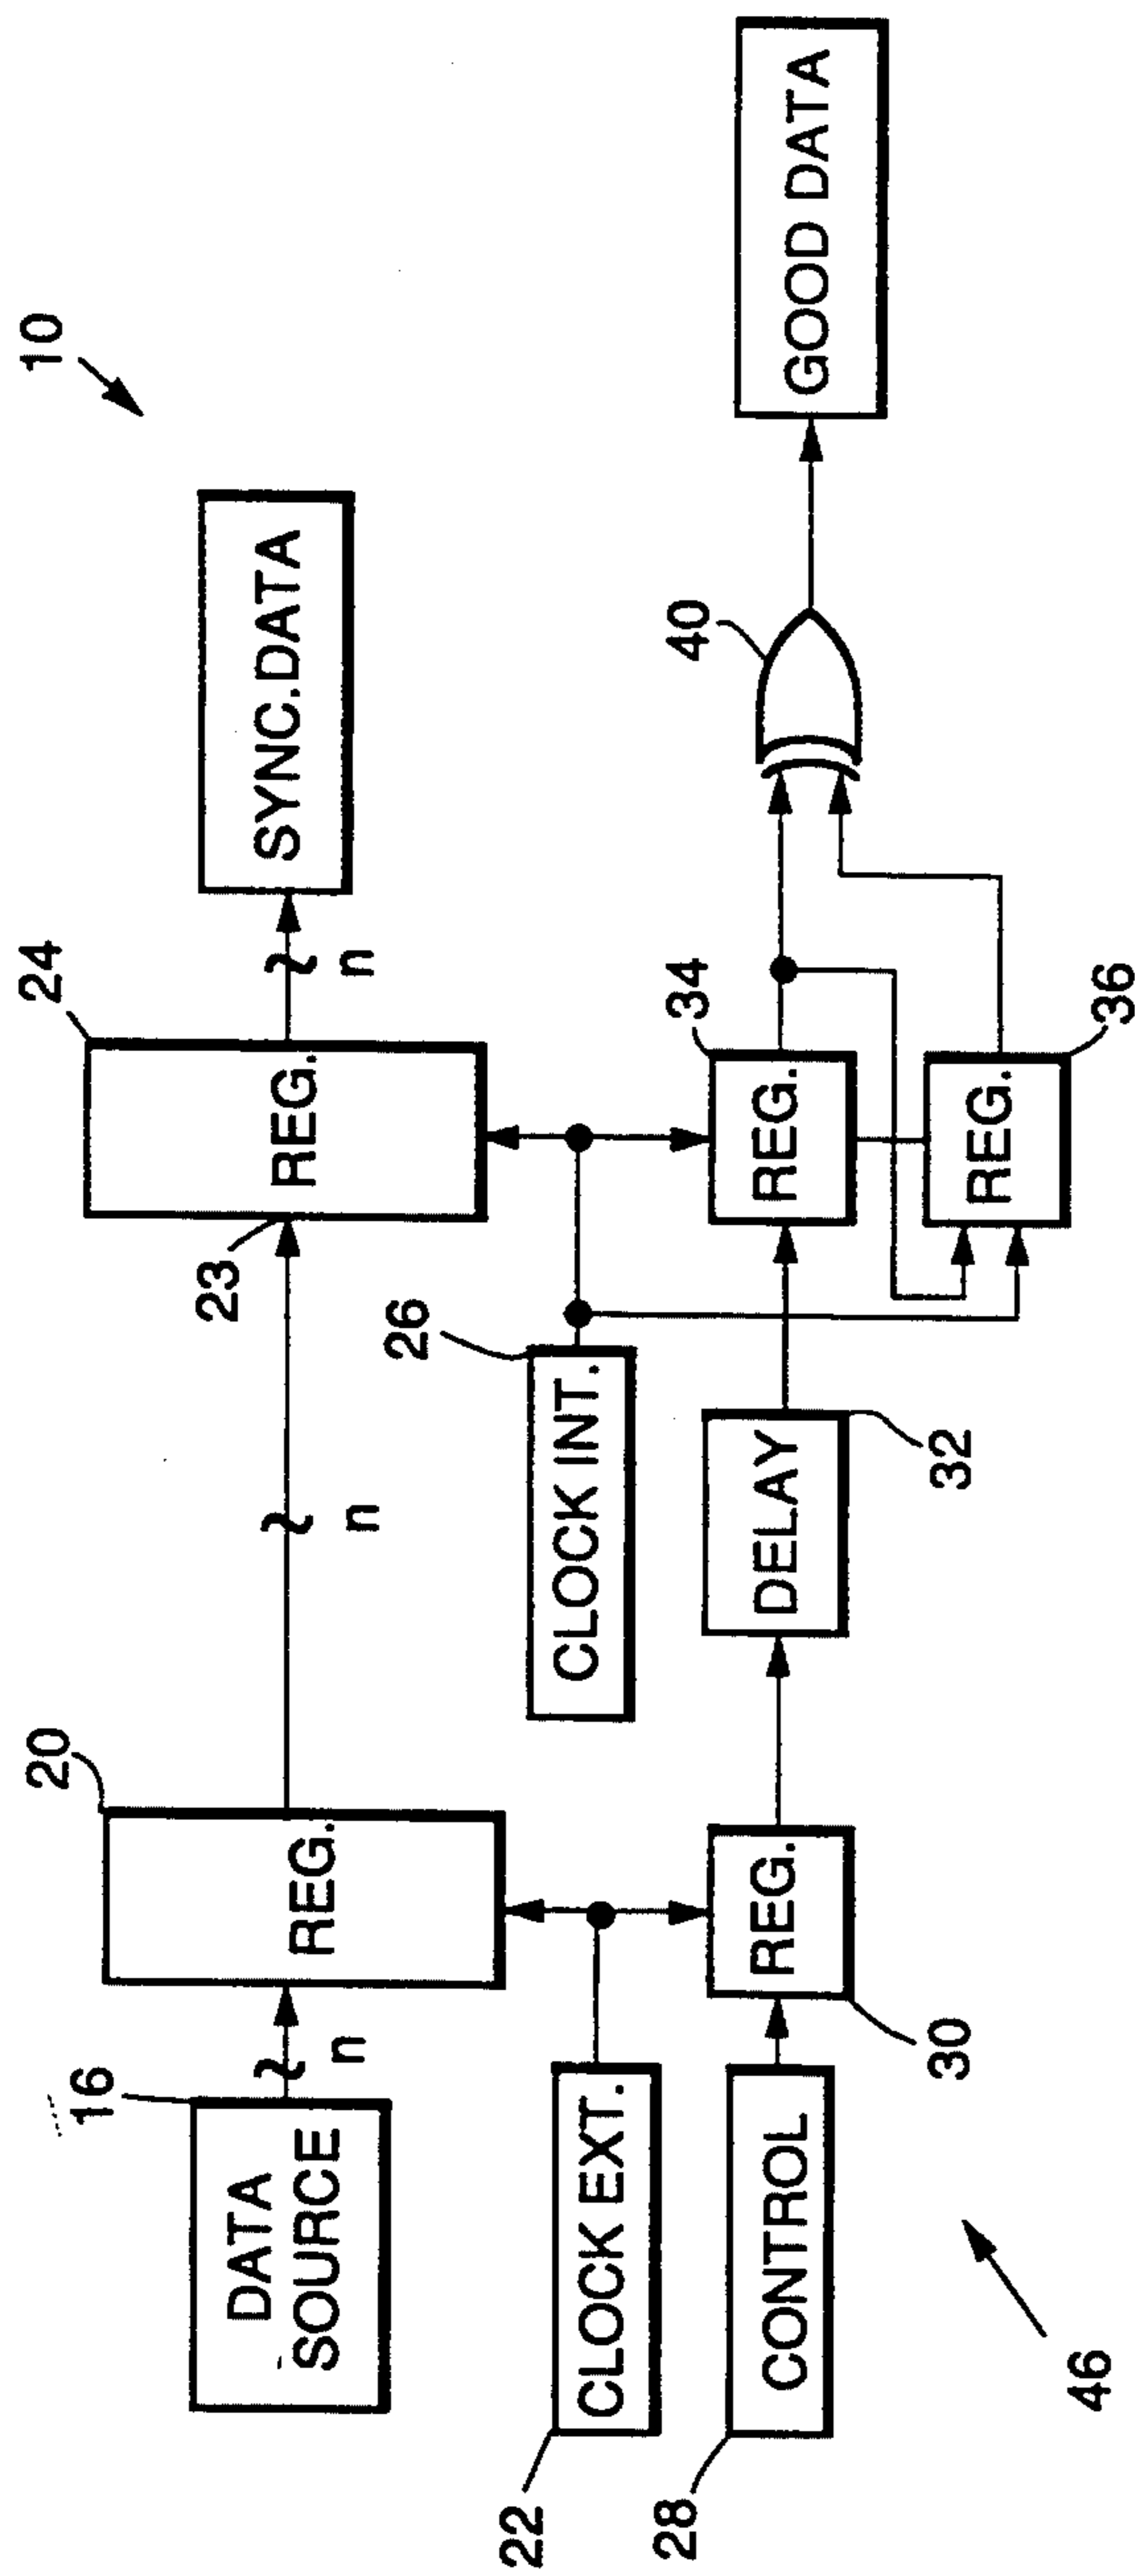 10
24
SYNC.DATA
n
REG.
23
n
20
REG.
n
16
DATA
SOURCE
26
CLOCK INT.
CLOCK EXT.
22
GOOD DATA
40
34
REG.
36
REG.
DELAY
32
REG.
30
CONTROL
28
46